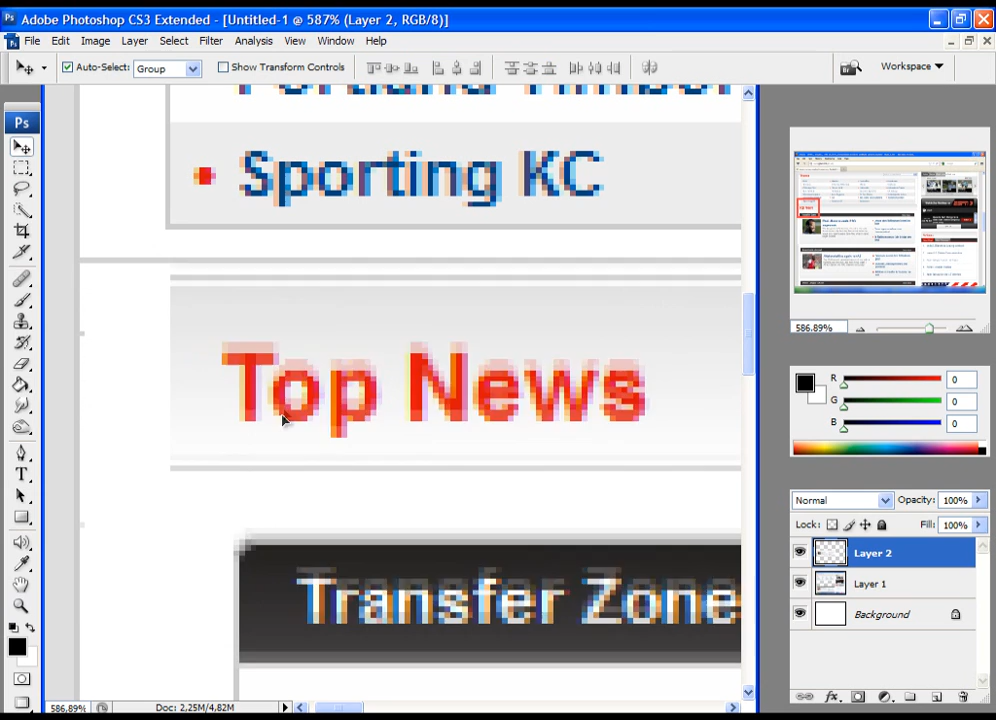 Adobe Photoshop CS3 Extended - [Untitled-1 @ 587% (Layer 2, RGB/8)]
File Edit Image Layer Select Filter Analysis View Window Help
Auto-Select: Group Show Transform Controls Workspace
Ps
Sporting KC
586.89%
Top News
R 0
G 0
B 0
Normal Opacity: 100%
Lock: Fill: 100%
Layer 2
Transfer Zone
Layer 1
Background
586,89% Doc: 2,25M/4,82M